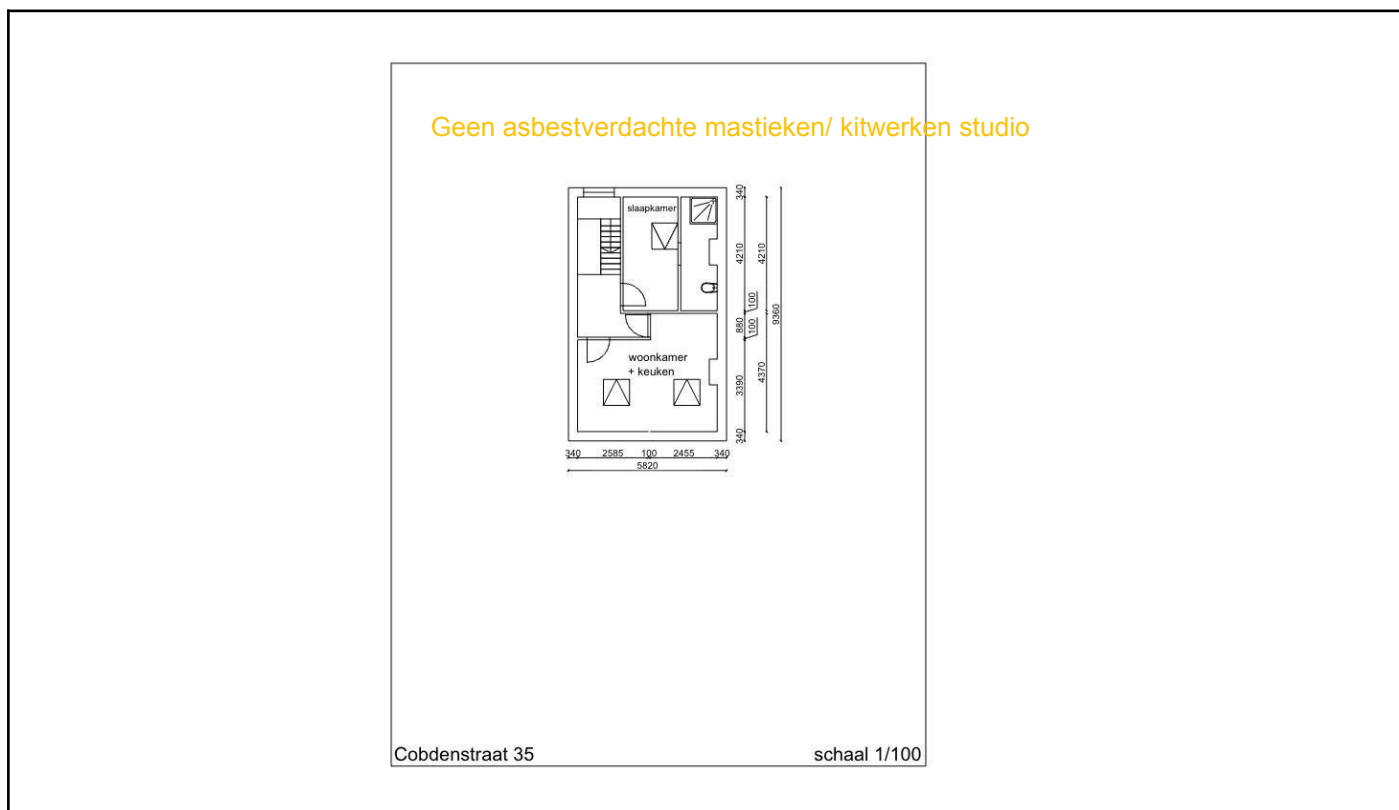 Geen asbestverdachte mastieken/ kitwerken studio
slaapkamer
woonkamer
+ keuken
340
4210
4210
100
880
100
9360
3390
4370
340
340 2585 100 2455 340
5820
Cobdenstraat 35
schaal 1/100